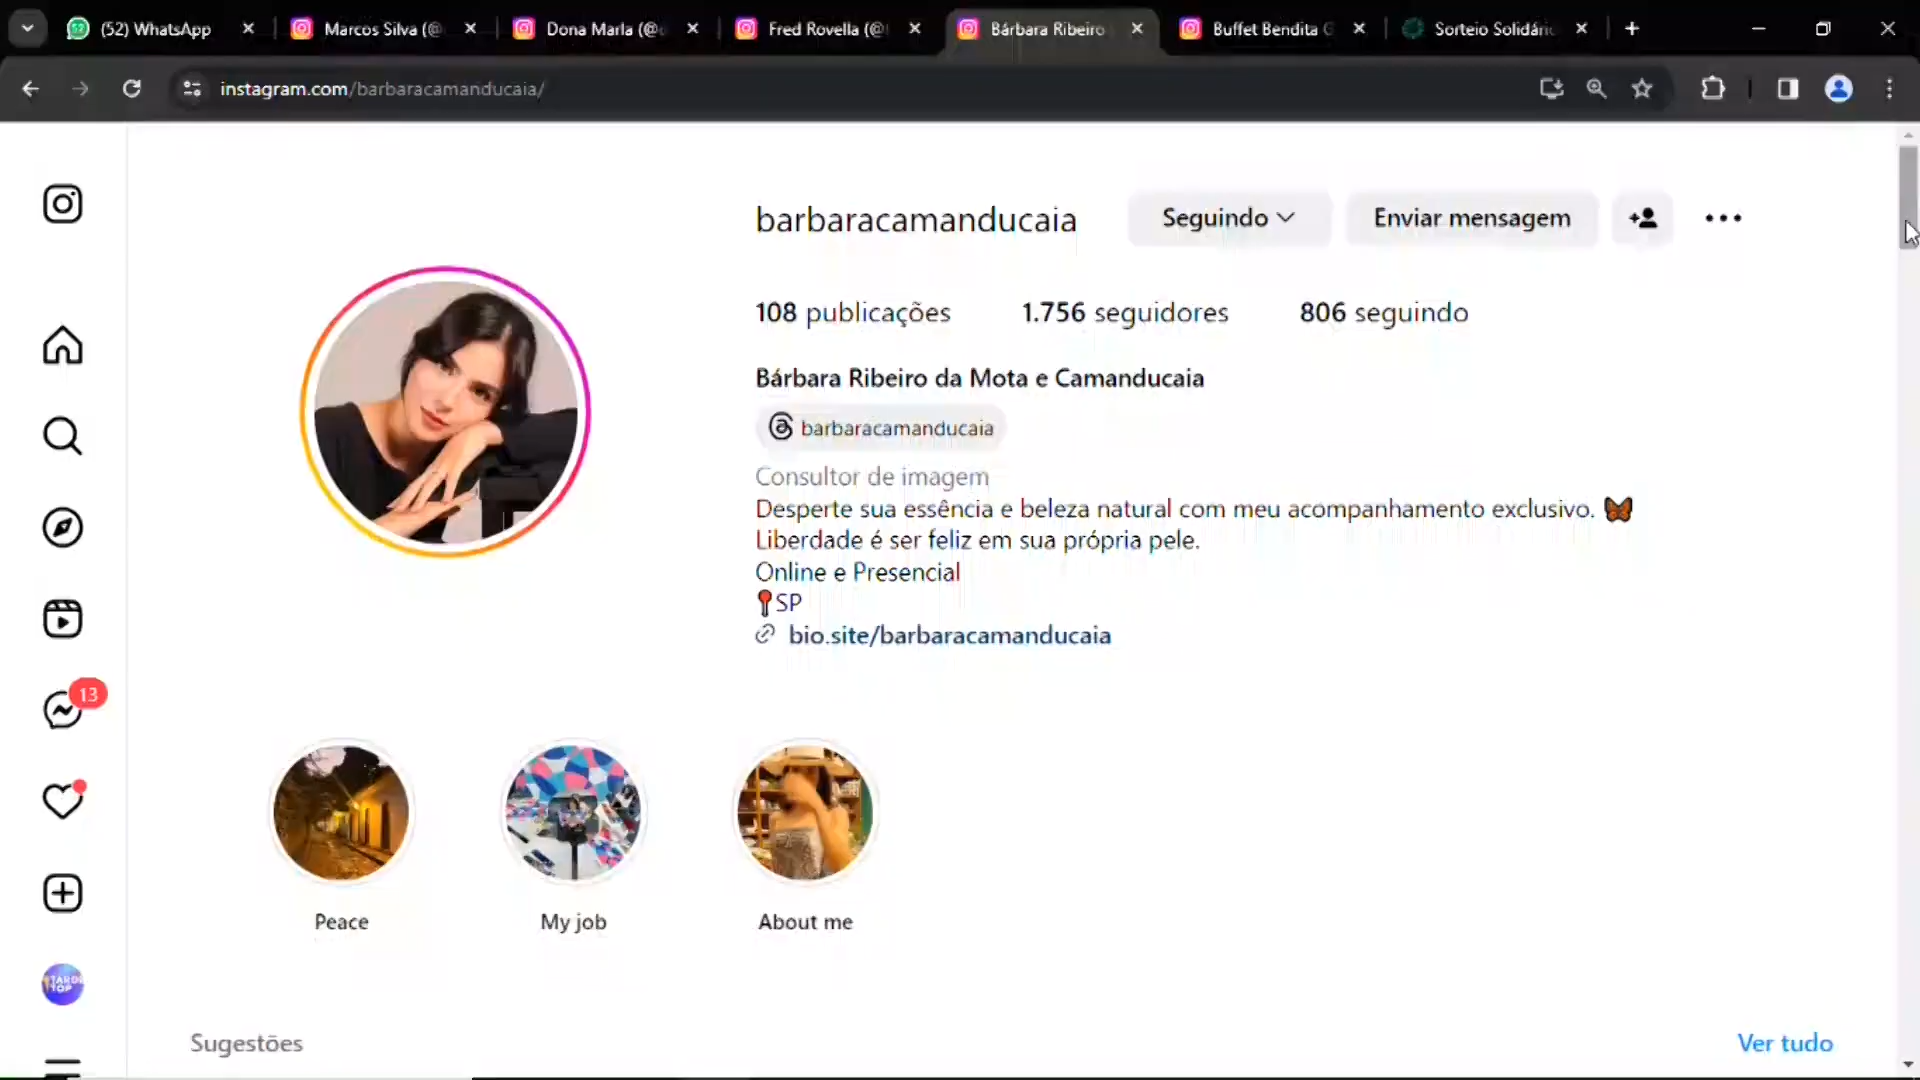 (52) WhatsApp
Marcos Silva (@
Dona Marla (@
Fred Rovella (@
Bárbara Ribeiro
Buffet Bendita
Sorteio Solidári
instagram.com/barbaracamanducaia/
barbaracamanducaia
Seguindo
Enviar mensagem
108 publicações
1.756 seguidores
806 seguindo
Bárbara Ribeiro da Mota e Camanducaia
barbaracamanducaia
Consultor de imagem
Desperte sua essência e beleza natural com meu acompanhamento exclusivo. 🦋
Liberdade é ser feliz em sua própria pele.
Online e Presencial
📍SP
bio.site/barbaracamanducaia
13
Peace
My job
About me
TARDE
TOP
Sugestões
Ver tudo